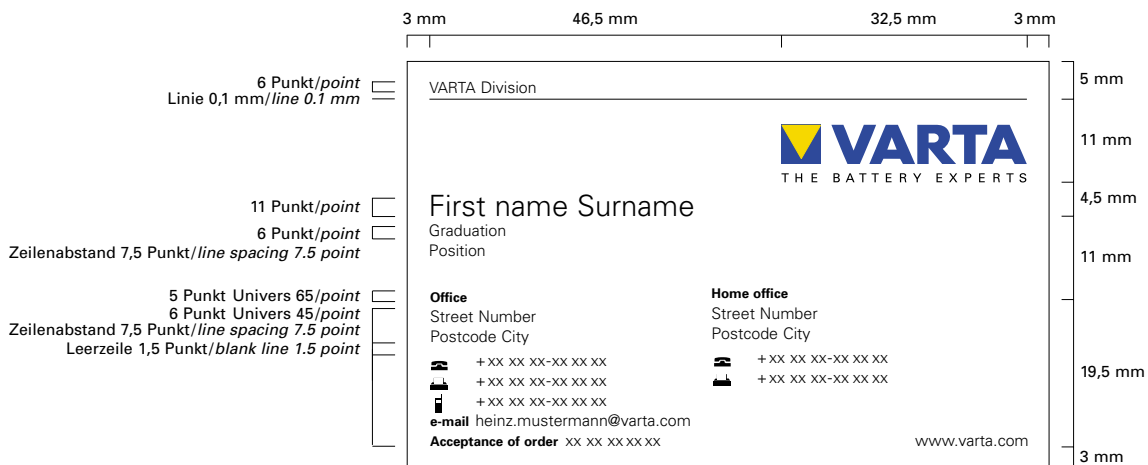 3 mm 46,5 mm 32,5 mm 3 mm
6 Punkt/point
Linie 0,1 mm/line 0.1 mm
VARTA Division
5 mm
11 mm
VARTA
THE BATTERY EXPERTS
4,5 mm
11 Punkt/point
First name Surname
6 Punkt/point
Graduation
Zeilenabstand 7,5 Punkt/line spacing 7.5 point
Position
11 mm
5 Punkt Univers 65/point
6 Punkt Univers 45/point
Zeilenabstand 7,5 Punkt/line spacing 7.5 point
Leerzeile 1,5 Punkt/blank line 1.5 point
Office
Street Number
Postcode City
+xx xx xx-xx xx xx
+xx xx xx-xx xx xx
+xx xx xx-xx xx xx
e-mail heinz.mustermann@varta.com
Acceptance of order xx xx xx xx xx
Home office
Street Number
Postcode City
+xx xx xx-xx xx xx
+xx xx xx-xx xx xx
www.varta.com
19,5 mm
3 mm